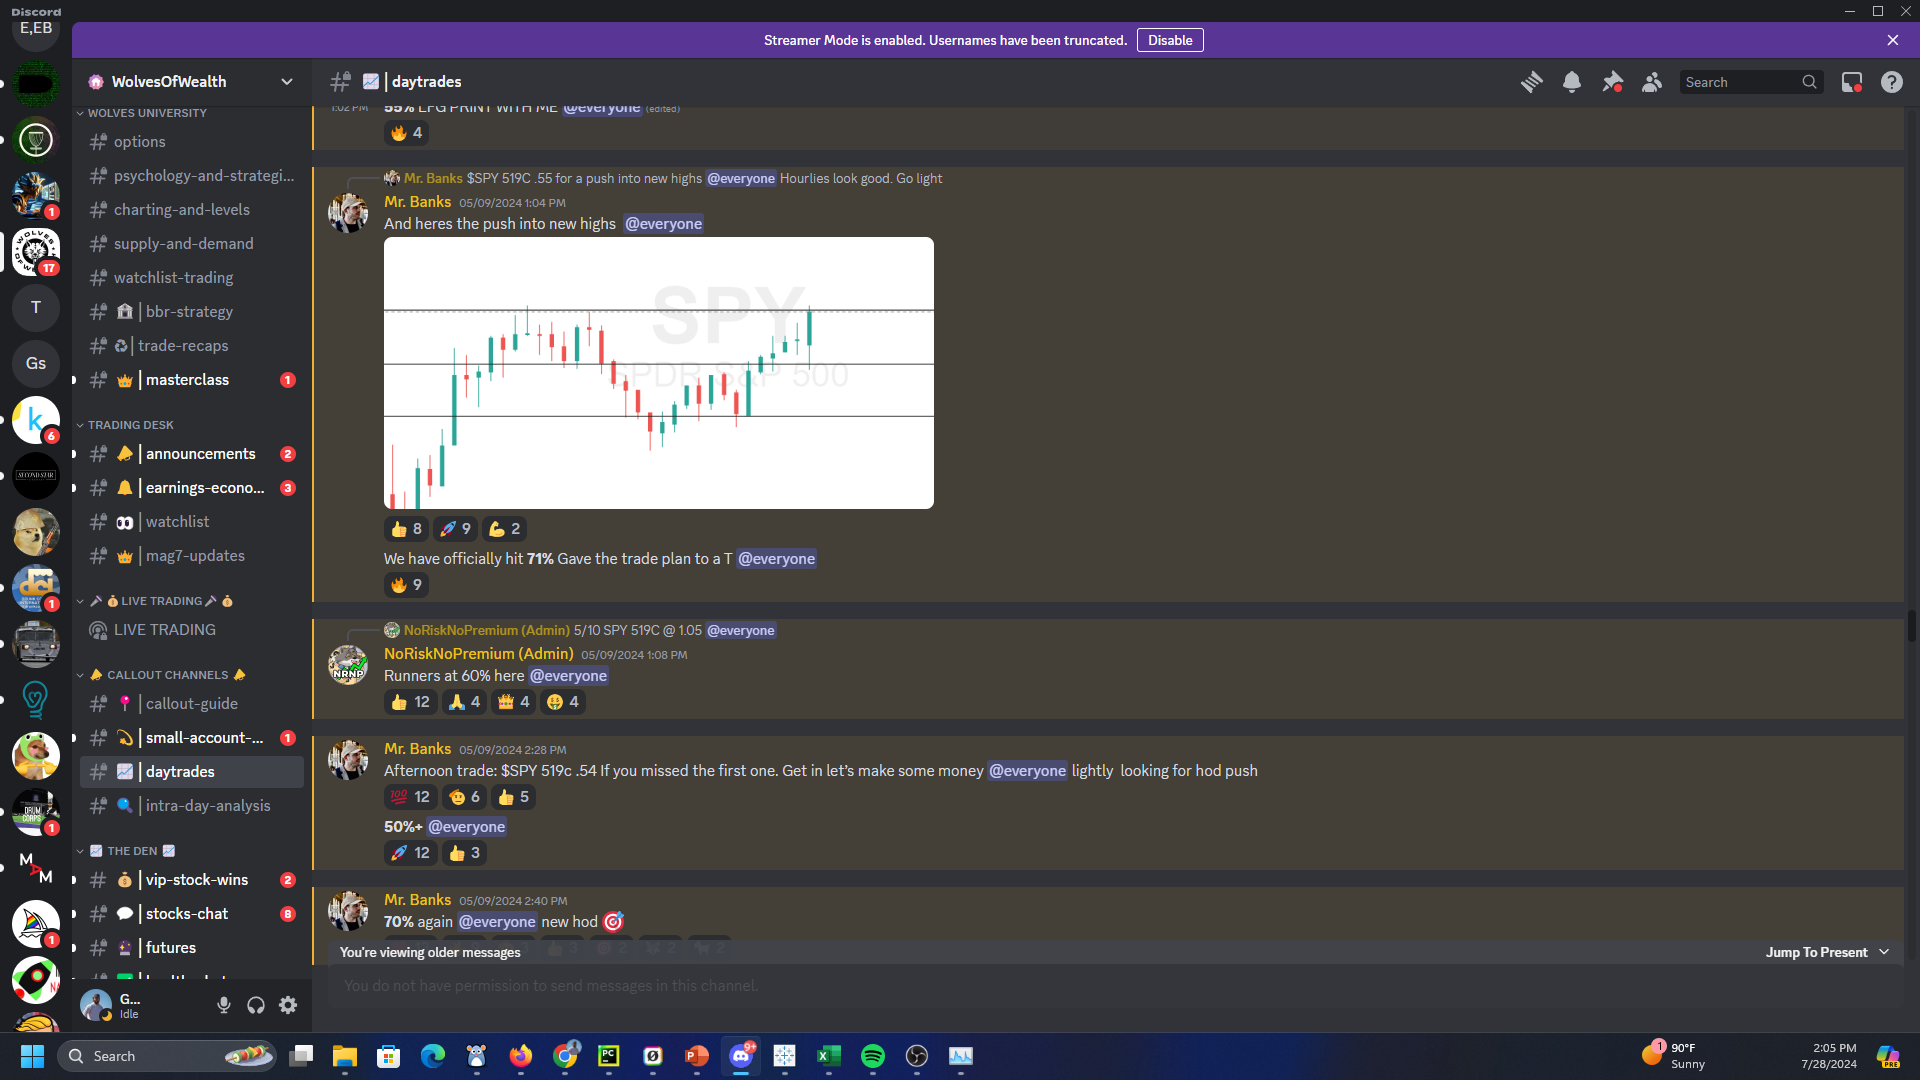 Discord
E,EB
Streamer Mode is enabled. Usernames have been truncated.
Disable
WolvesOfWealth
| daytrades
Search
WOLVES UNIVERSITY
options
psychology-and-strategi...
charting-and-levels
supply-and-demand
watchlist-trading
| bbr-strategy
| trade-recaps
| masterclass
1
TRADING DESK
| announcements
2
| earnings-econo...
3
| watchlist
| mag7-updates
LIVE TRADING
LIVE TRADING
CALLOUT CHANNELS
| callout-guide
| small-account-...
1
| daytrades
| intra-day-analysis
THE DEN
| vip-stock-wins
2
| stocks-chat
8
| futures
G...
Idle
1
17
T
Gs
k
6
SECOND STAR
dci
1
DRUM CORPS
1
M A M
1
1:02 PM
55% LFG PRINT WITH ME @everyone (edited)
4
Mr. Banks $SPY 519C .55 for a push into new highs @everyone Hourlies look good. Go light
Mr. Banks 05/09/2024 1:04 PM
And heres the push into new highs @everyone
SPY
SPDR S&P 500
8 9 2
We have officially hit 71% Gave the trade plan to a T @everyone
9
NoRiskNoPremium (Admin) 5/10 SPY 519C @ 1.05 @everyone
NRNP
NoRiskNoPremium (Admin) 05/09/2024 1:08 PM
Runners at 60% here @everyone
12 4 4 4
Mr. Banks 05/09/2024 2:28 PM
Afternoon trade: $SPY 519c .54 If you missed the first one. Get in let's make some money @everyone lightly looking for hod push
12 6 5
50%+ @everyone
12 3
Mr. Banks 05/09/2024 2:40 PM
70% again @everyone new hod
You're viewing older messages
Jump To Present
You do not have permission to send messages in this channel.
Search
PC
9+
1
90°F
Sunny
2:05 PM
7/28/2024
PRE